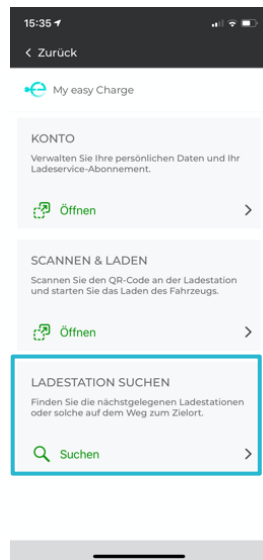 15:35
Zurück
My easy Charge
KONTO
Verwalten Sie Ihre persönlichen Daten und Ihr
Ladeservice-Abonnement.
Öffnen
SCANNEN & LADEN
Scannen Sie den QR-Code an der Ladestation
und starten Sie das Laden des Fahrzeugs.
Öffnen
LADESTATION SUCHEN
Finden Sie die nächstgelegenen Ladestationen
oder solche auf dem Weg zum Zielort.
Suchen